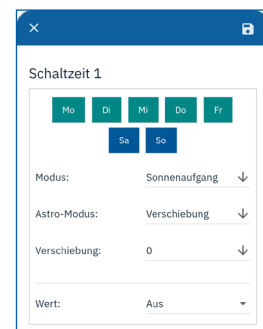 Schaltzeit 1
Mo Di Mi Do Fr
Sa So
Modus: Sonnenaufgang
Astro-Modus: Verschiebung
Verschiebung: 0
Wert: Aus